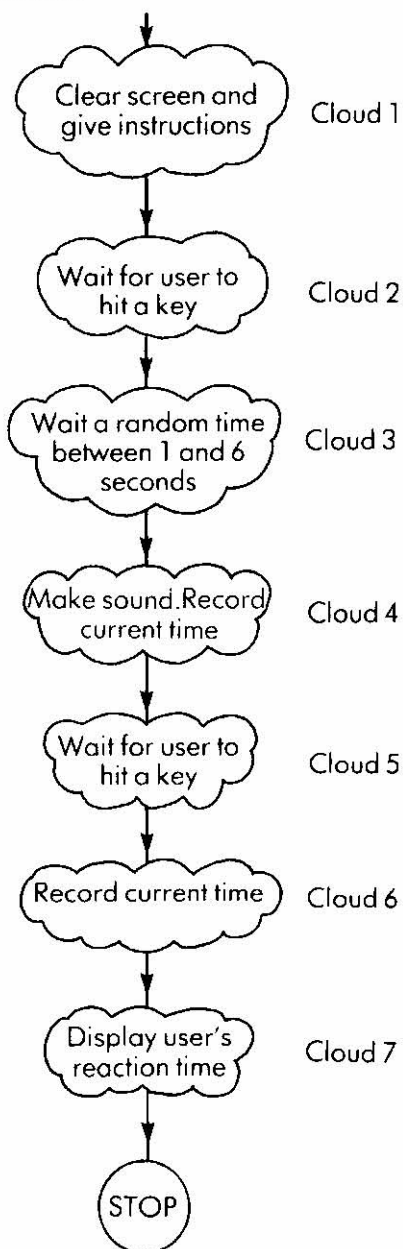 Clear screen and
give instructions
Cloud 1
Wait for user to
hit a key
Cloud 2
Wait a random time
between 1 and 6
seconds
Cloud 3
Make sound.Record
current time
Cloud 4
Wait for user to
hit a key
Cloud 5
Record current time
Cloud 6
Display user's
reaction time
Cloud 7
STOP